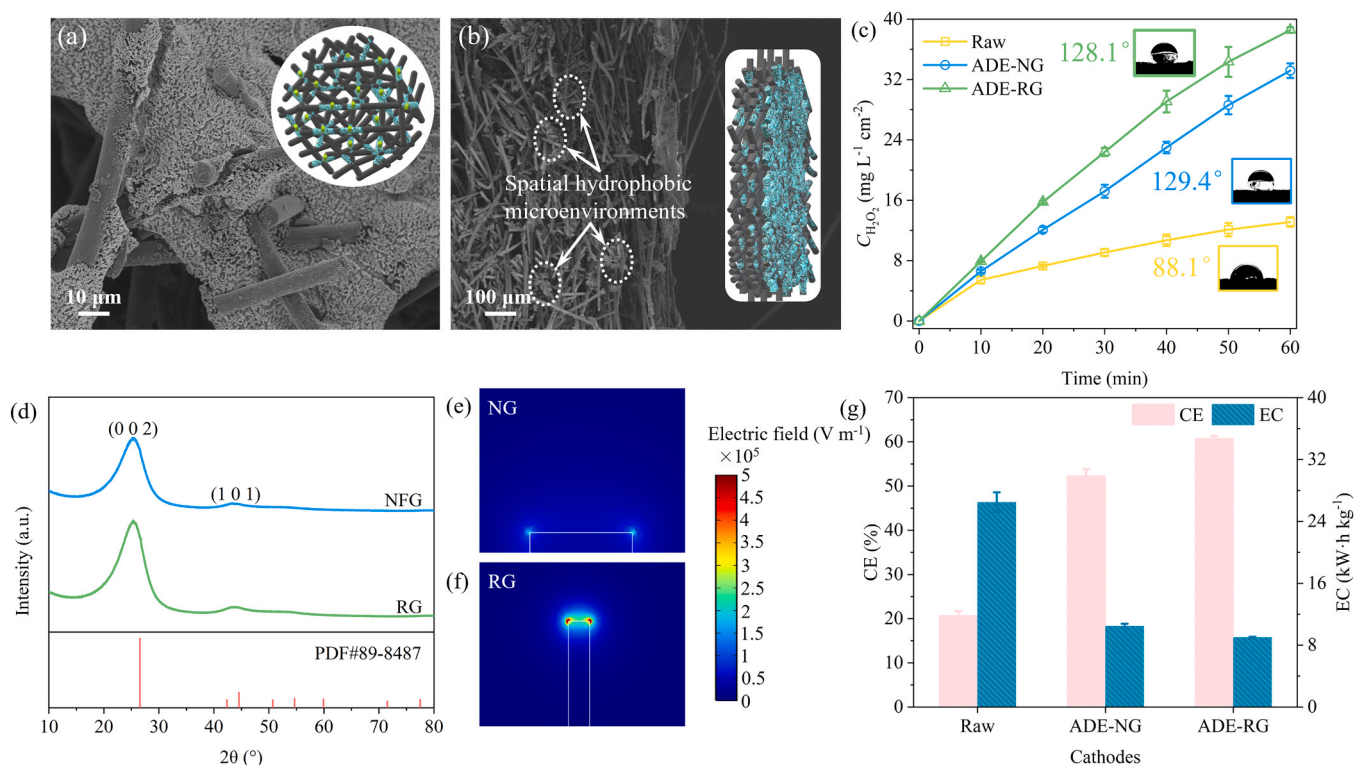 (a)
10 μm
(b)
Spatial hydrophobic
microenvironments
100 μm
(c)
Raw
ADE-NG
ADE-RG
128.1°
129.4°
88.1°
C H₂O₂ (mg L⁻¹ cm⁻²)
40
32
24
16
8
0
0 10 20 30 40 50 60
Time (min)
(d)
(0 0 2)
(1 0 1)
NFG
RG
PDF#89-8487
Intensity (a.u.)
10 20 30 40 50 60 70 80
2θ (°)
(e)
NG
(f)
RG
Electric field (V m⁻¹)
×10⁵
5
4.5
4
3.5
3
2.5
2
1.5
1
0.5
0
(g)
CE
EC
CE (%)
70
60
50
40
30
20
10
0
EC (kW·h kg⁻¹)
40
32
24
16
8
0
Raw ADE-NG ADE-RG
Cathodes